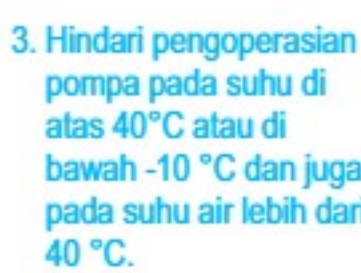 3. Hindari pengoperasian
pompa pada suhu di
atas 40°C atau di
bawah -10 °C dan juga
pada suhu air lebih dari
40 °C.